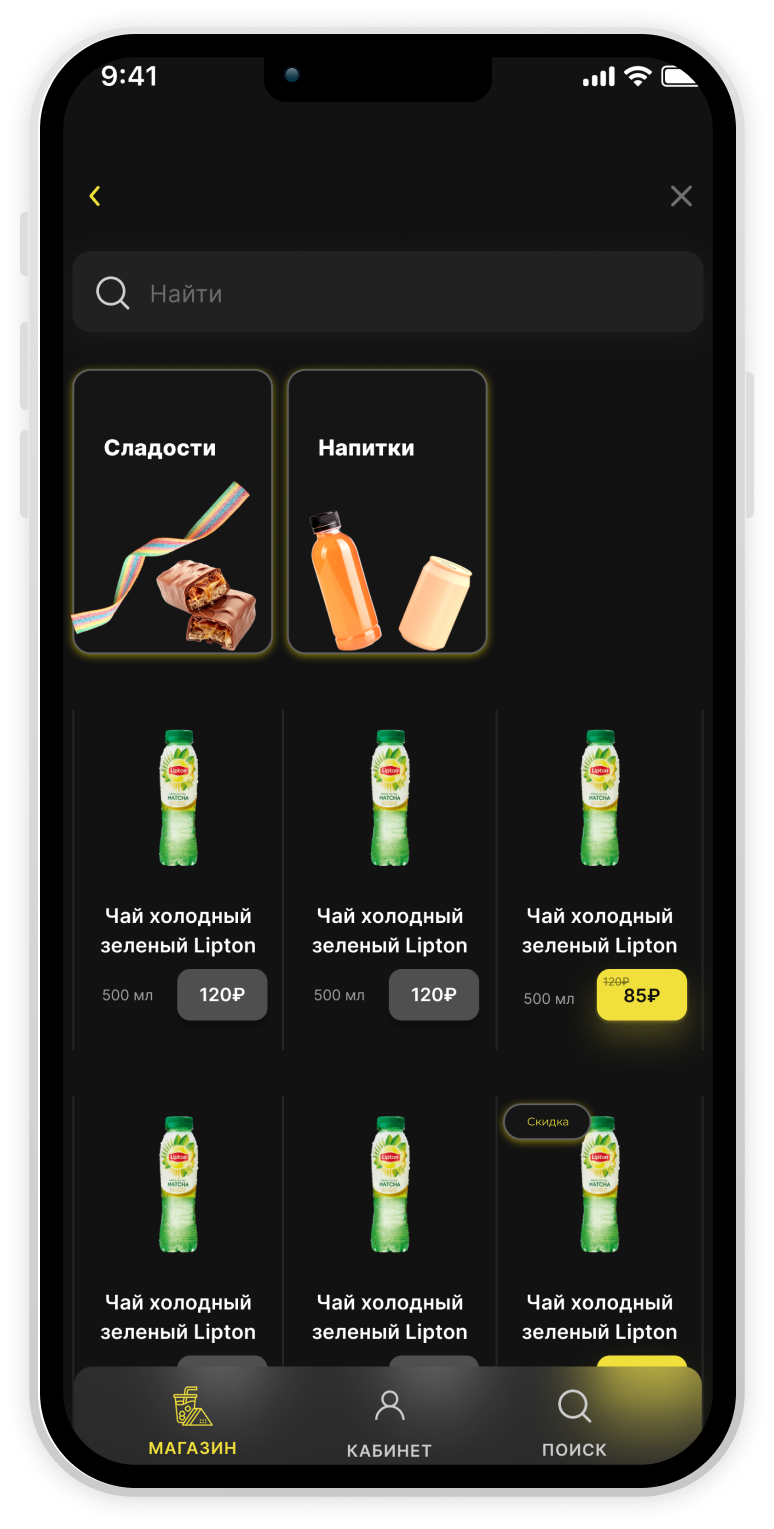 9:41
Найти
Сладости
Напитки
Lipton
MATCHA
Lipton
MATCHA
Lipton
MATCHA
Чай холодный
зеленый Lipton
Чай холодный
зеленый Lipton
Чай холодный
зеленый Lipton
500 мл
120₽
500 мл
120₽
500 мл
120₽
85₽
Скидка
Lipton
MATCHA
Lipton
MATCHA
Lipton
MATCHA
Чай холодный
зеленый Lipton
Чай холодный
зеленый Lipton
Чай холодный
зеленый Lipton
МАГАЗИН
КАБИНЕТ
ПОИСК